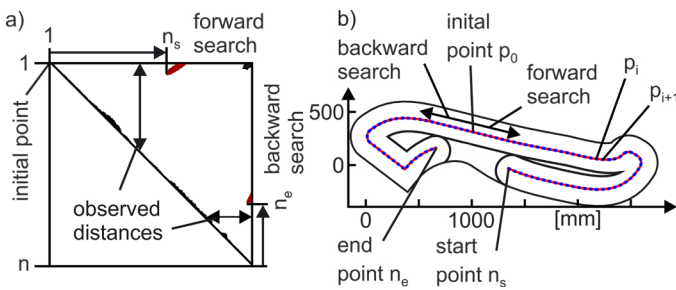 a)
1
n_s
forward
search
1
initial point
observed
distances
backward
search
n_e
n
b)
inital
point p_0
backward
search
forward
search
p_i
p_i+1
500
0
0
1000
[mm]
end
point n_e
start
point n_s